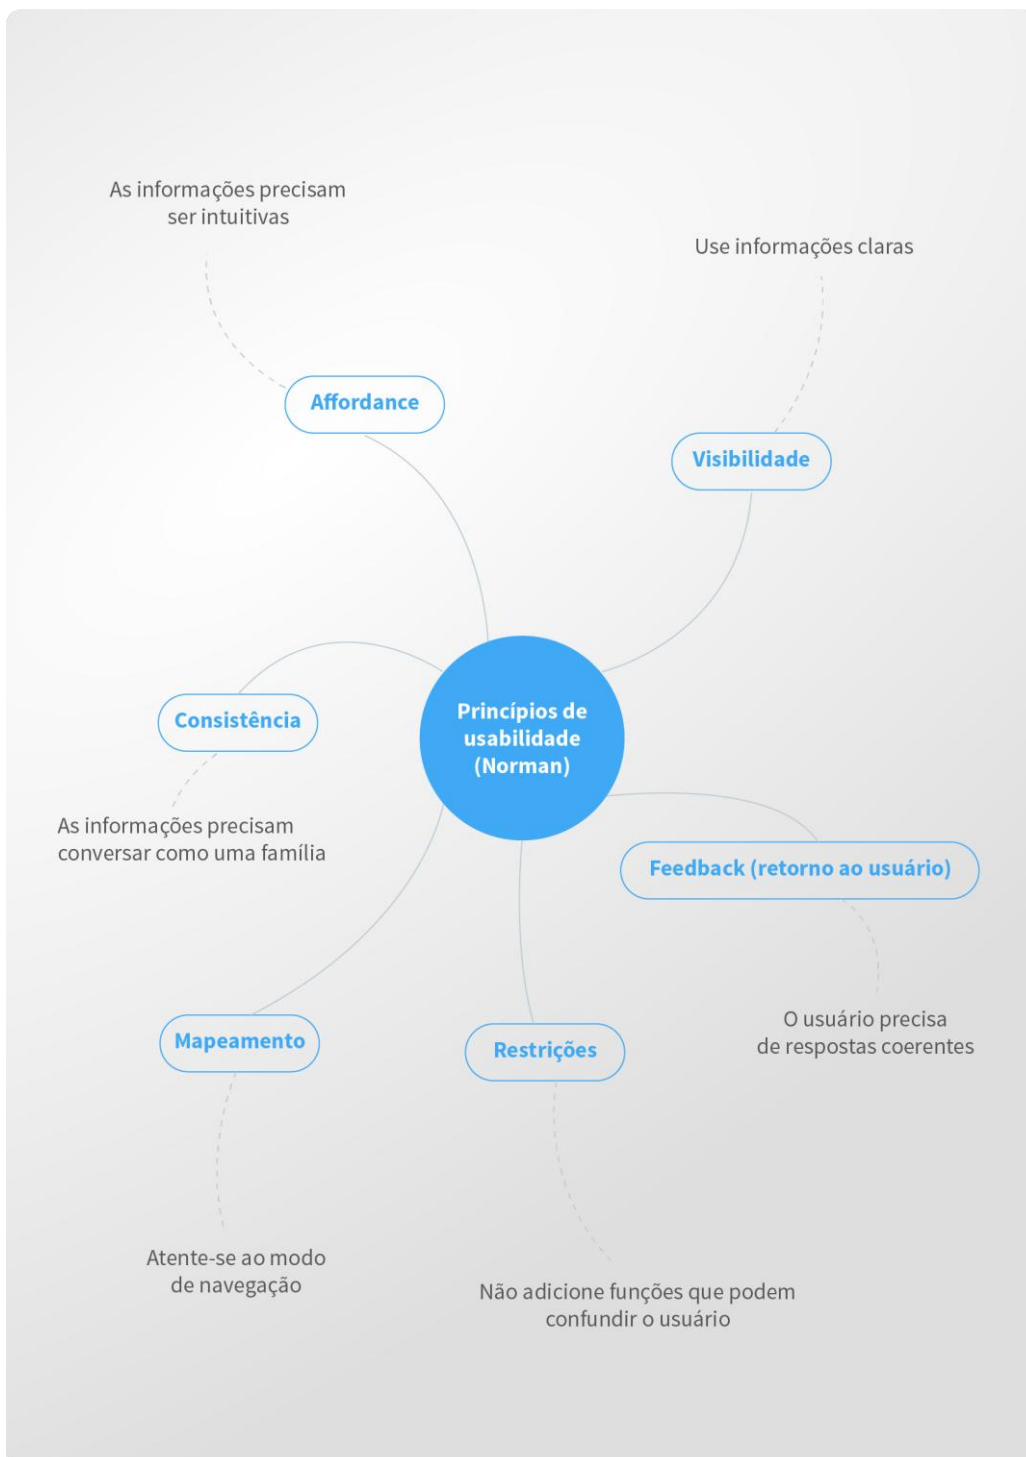 As informações precisam
ser intuitivas
Use informações claras
Affordance
Visibilidade
Princípios de
usabilidade
(Norman)
Consistência
As informações precisam
conversar como uma família
Feedback (retorno ao usuário)
O usuário precisa
de respostas coerentes
Mapeamento
Restrições
Atente-se ao modo
de navegação
Não adicione funções que podem
confundir o usuário